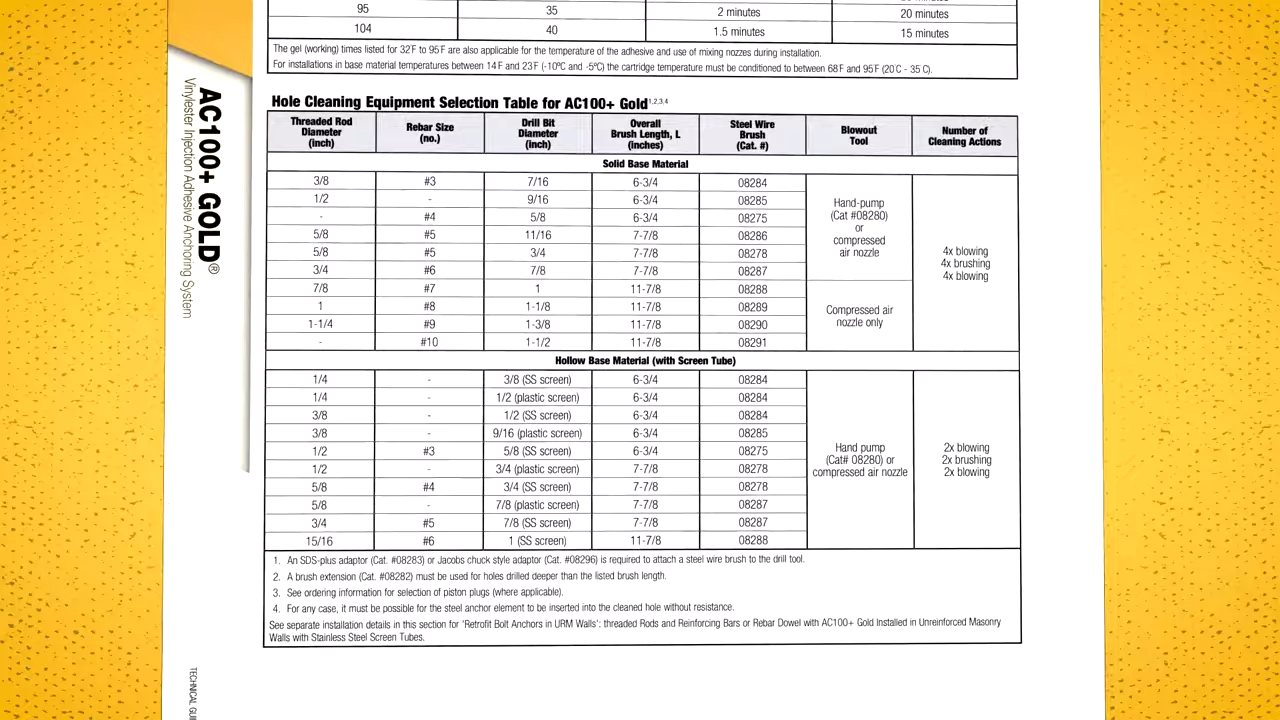 95 35 2 minutes 20 minutes
104 40 1.5 minutes 15 minutes
The gel (working) times listed for 32˚F to 95˚F are also applicable for the temperature of the adhesive and use of mixing nozzles during installation.
For installations in base material temperatures between 14˚F and 23˚F (-10ºC and -5ºC) the cartridge temperature must be conditioned to between 68˚F and 95˚F (20˚C - 35˚C).
AC100+ GOLD®
Vinylester Injection Adhesive Anchoring System
Hole Cleaning Equipment Selection Table for AC100+ Gold1,2,3,4
Threaded Rod Diameter (inch) Rebar Size (no.) Drill Bit Diameter (inch) Overall Brush Length, L (inches) Steel Wire Brush (Cat. #) Blowout Tool Number of Cleaning Actions
Solid Base Material
3/8 #3 7/16 6-3/4 08284
1/2 - 9/16 6-3/4 08285
- #4 5/8 6-3/4 08275
5/8 #5 11/16 7-7/8 08286
5/8 #5 3/4 7-7/8 08278
3/4 #6 7/8 7-7/8 08287
Hand-pump
(Cat #08280)
or
compressed
air nozzle
7/8 #7 1 11-7/8 08288
1 #8 1-1/8 11-7/8 08289
1-1/4 #9 1-3/8 11-7/8 08290
- #10 1-1/2 11-7/8 08291
Compressed air
nozzle only
4x blowing
4x brushing
4x blowing
Hollow Base Material (with Screen Tube)
1/4 - 3/8 (SS screen) 6-3/4 08284
1/4 - 1/2 (plastic screen) 6-3/4 08284
3/8 - 1/2 (SS screen) 6-3/4 08284
3/8 - 9/16 (plastic screen) 6-3/4 08285
1/2 #3 5/8 (SS screen) 6-3/4 08275
1/2 - 3/4 (plastic screen) 7-7/8 08278
5/8 #4 3/4 (SS screen) 7-7/8 08278
5/8 - 7/8 (plastic screen) 7-7/8 08287
3/4 #5 7/8 (SS screen) 7-7/8 08287
15/16 #6 1 (SS screen) 11-7/8 08288
Hand pump
(Cat# 08280) or
compressed air nozzle
2x blowing
2x brushing
2x blowing
1. An SDS-plus adaptor (Cat. #08283) or Jacobs chuck style adaptor (Cat. #08296) is required to attach a steel wire brush to the drill tool.
2. A brush extension (Cat. #08282) must be used for holes drilled deeper than the listed brush length.
3. See ordering information for selection of piston plugs (where applicable).
4. For any case, it must be possible for the steel anchor element to be inserted into the cleaned hole without resistance.
See separate installation details in this section for 'Retrofit Bolt Anchors in URM Walls': threaded Rods and Reinforcing Bars or Rebar Dowel with AC100+ Gold Installed in Unreinforced Masonry
Walls with Stainless Steel Screen Tubes.
TECHNICAL